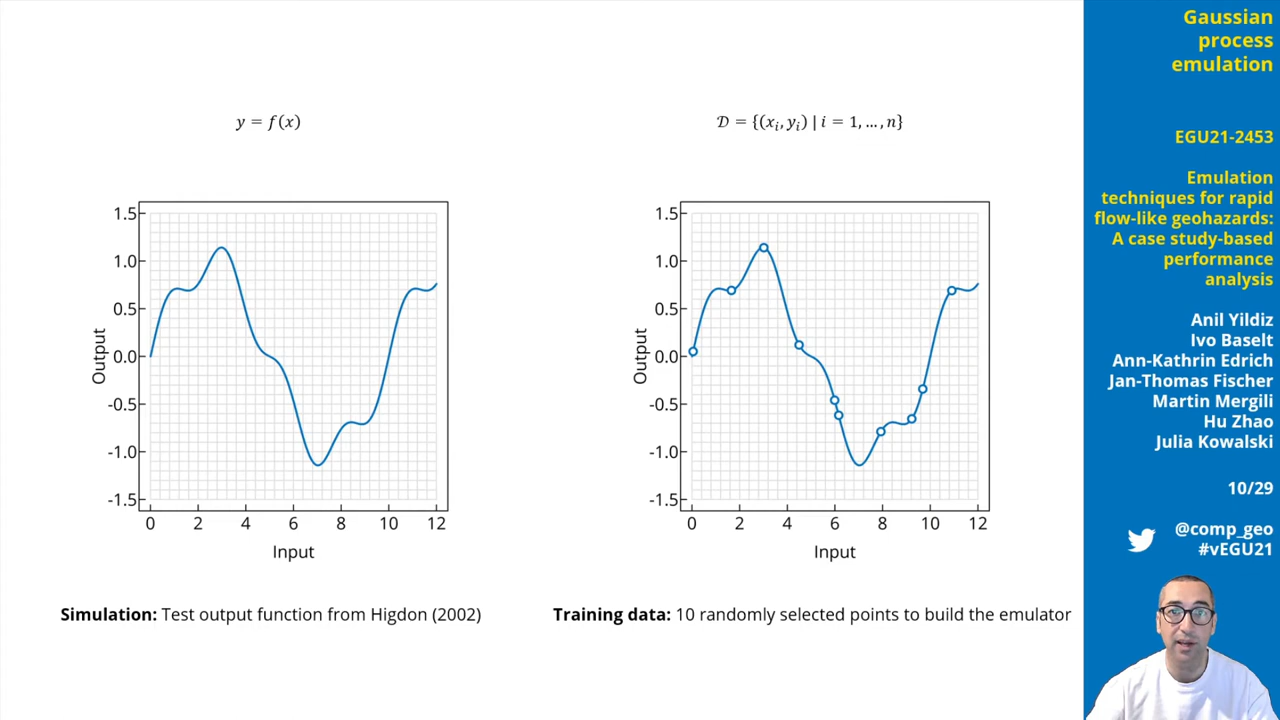 y = f(x)
1.5
1.0
0.5
0.0
-0.5
-1.0
-1.5
Output
0 2 4 6 8 10 12
Input
Simulation: Test output function from Higdon (2002)
𝒟 = {(xᵢ, yᵢ) | i = 1, ..., n}
1.5
1.0
0.5
0.0
-0.5
-1.0
-1.5
Output
0 2 4 6 8 10 12
Input
Training data: 10 randomly selected points to build the emulator
Gaussian
process
emulation
EGU21-2453
Emulation
techniques for rapid
flow-like geohazards:
A case study-based
performance
analysis
Anil Yildiz
Ivo Baselt
Ann-Kathrin Edrich
Jan-Thomas Fischer
Martin Mergili
Hu Zhao
Julia Kowalski
10/29
@comp_geo
#vEGU21